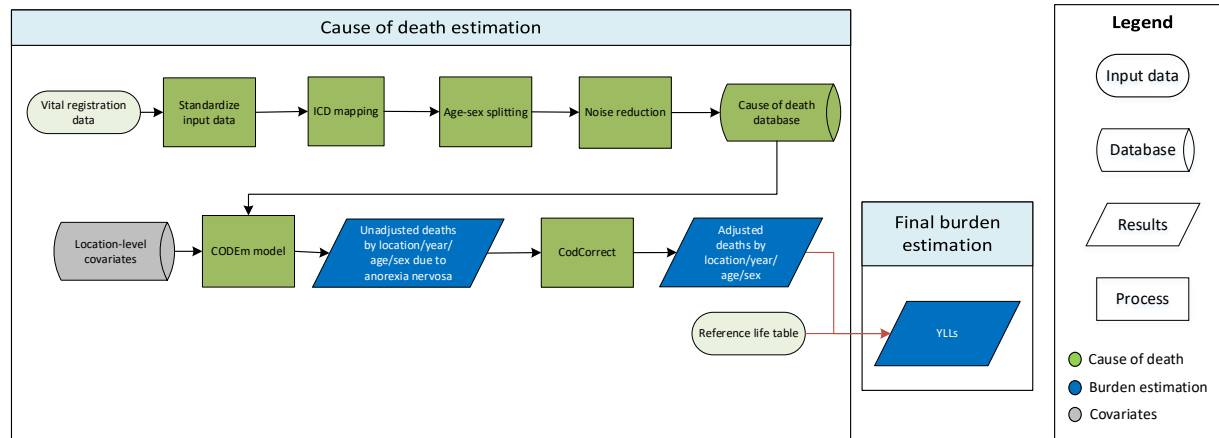 Cause of death estimation
Vital registration
data
Standardize
input data
ICD mapping
Age-sex splitting
Noise reduction
Cause of death
database
Location-level
covariates
CODEm model
Unadjusted deaths
by location/year/
age/sex due to
anorexia nervosa
CodCorrect
Adjusted
deaths by
location/year/
age/sex
Reference life table
Final burden
estimation
YLLs
Legend
Input data
Database
Results
Process
Cause of death
Burden estimation
Covariates